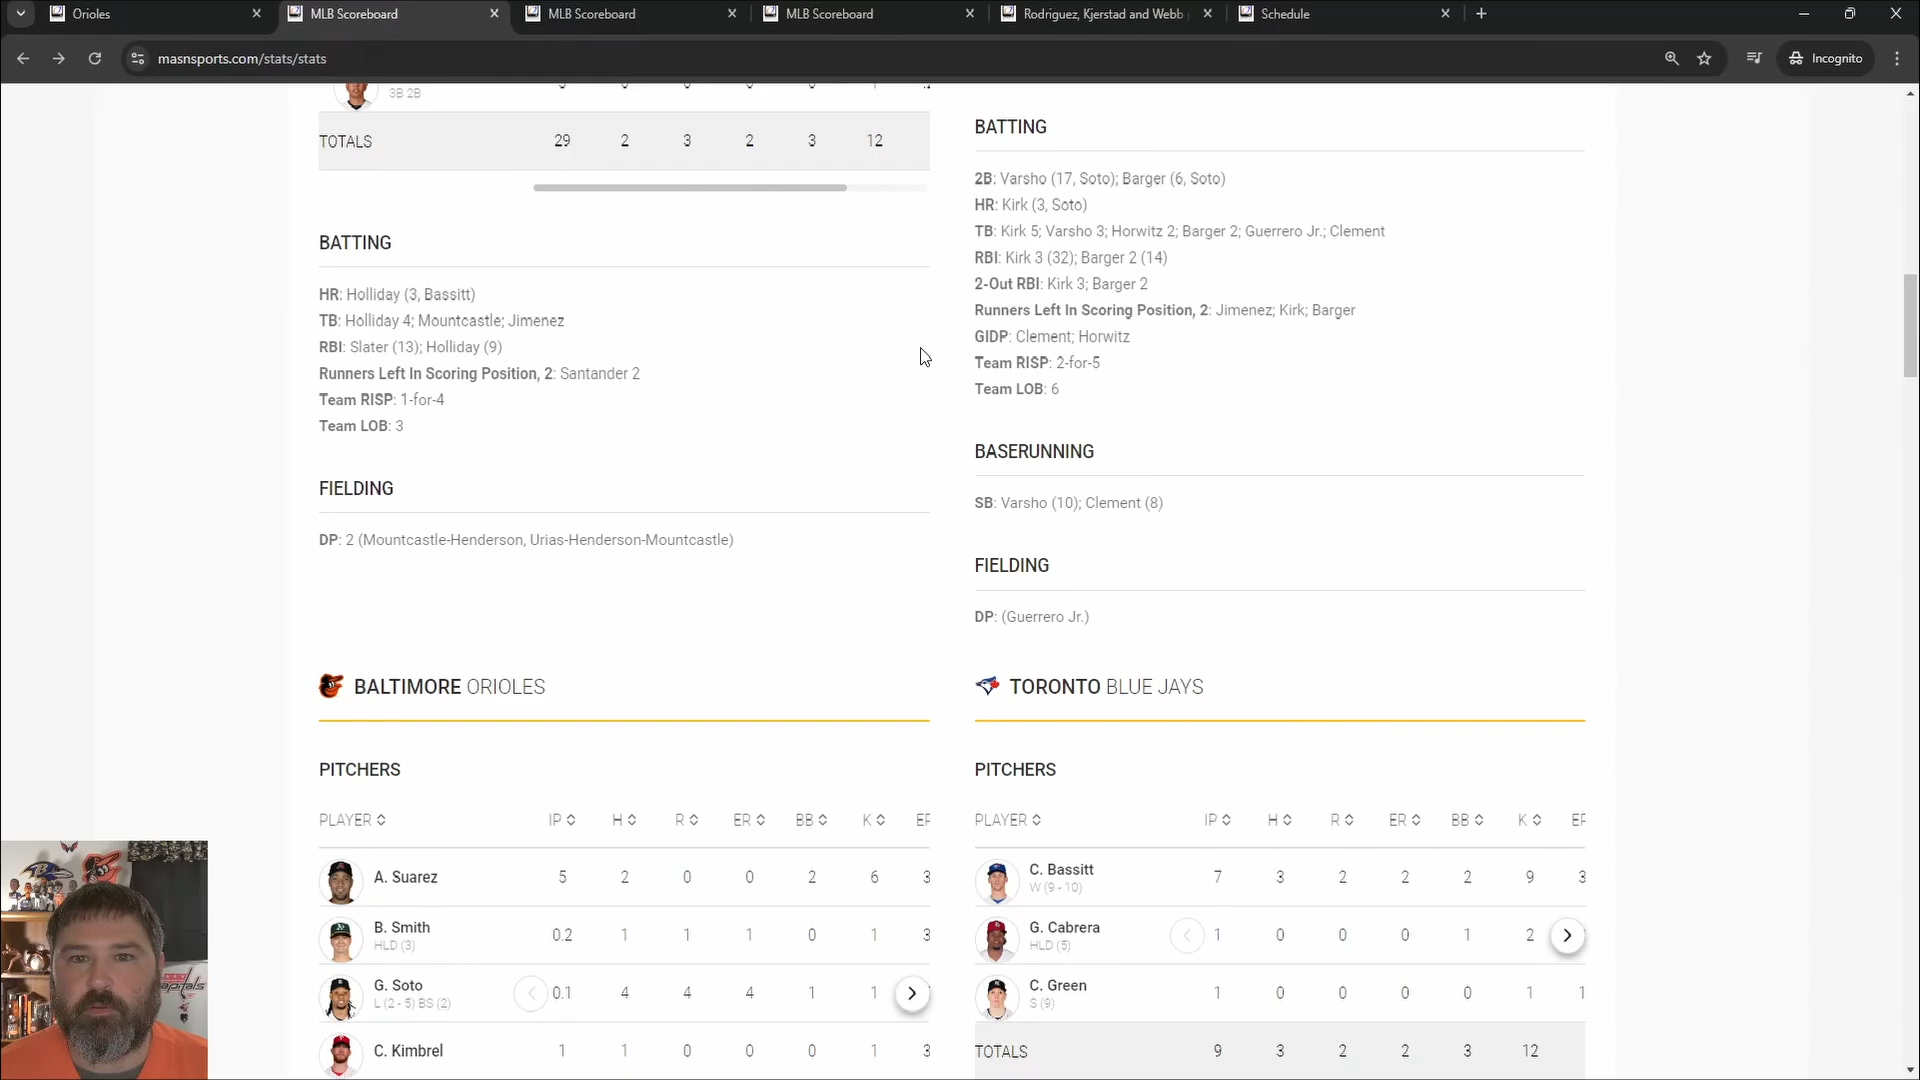 Orioles
MLB Scoreboard
MLB Scoreboard
MLB Scoreboard
Rodriguez, Kjerstad and Webb
Schedule
masnsports.com/stats/stats
Incognito
3B 2B
TOTALS 29 2 3 2 3 12
BATTING
HR: Holliday (3, Bassitt)
TB: Holliday 4; Mountcastle; Jimenez
RBI: Slater (13); Holliday (9)
Runners Left In Scoring Position, 2: Santander 2
Team RISP: 1-for-4
Team LOB: 3
FIELDING
DP: 2 (Mountcastle-Henderson, Urias-Henderson-Mountcastle)
BATTING
2B: Varsho (17, Soto); Barger (6, Soto)
HR: Kirk (3, Soto)
TB: Kirk 5; Varsho 3; Horwitz 2; Barger 2; Guerrero Jr.; Clement
RBI: Kirk 3 (32); Barger 2 (14)
2-Out RBI: Kirk 3; Barger 2
Runners Left In Scoring Position, 2: Jimenez; Kirk; Barger
GIDP: Clement; Horwitz
Team RISP: 2-for-5
Team LOB: 6
BASERUNNING
SB: Varsho (10); Clement (8)
FIELDING
DP: (Guerrero Jr.)
BALTIMORE ORIOLES
PITCHERS
PLAYER IP H R ER BB K
A. Suarez 5 2 0 0 2 6 3
B. Smith 0.2 1 1 1 0 1 3
HLD (3)
G. Soto 0.1 4 4 4 1 1
L (2 - 5) BS (2)
C. Kimbrel 1 1 0 0 0 1 3
TORONTO BLUE JAYS
PITCHERS
PLAYER IP H R ER BB K
C. Bassitt 7 3 2 2 2 9 3
W (9 - 10)
G. Cabrera 1 0 0 0 1 2
HLD (5)
C. Green 1 0 0 0 0 1 1
S (9)
TOTALS 9 3 2 2 3 12